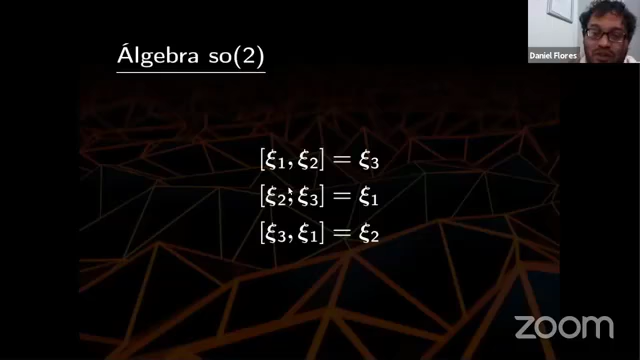 Álgebra so(2)
[ξ₁, ξ₂] = ξ₃
[ξ₂, ξ₃] = ξ₁
[ξ₃, ξ₁] = ξ₂
Daniel Flores
zoom